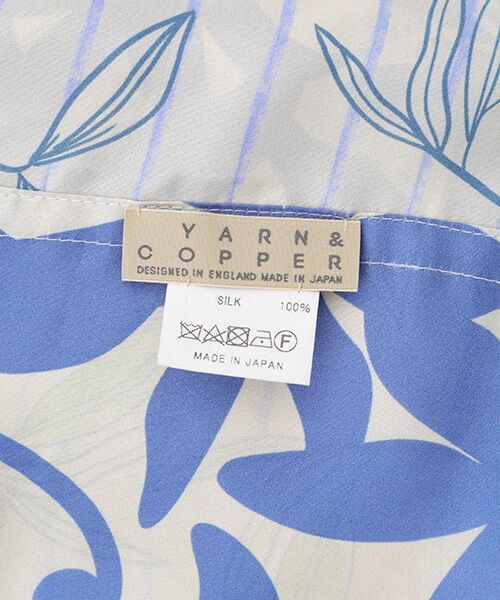 YARN &
COPPER
DESIGNED IN ENGLAND MADE IN JAPAN
SILK 100%
F
MADE IN JAPAN